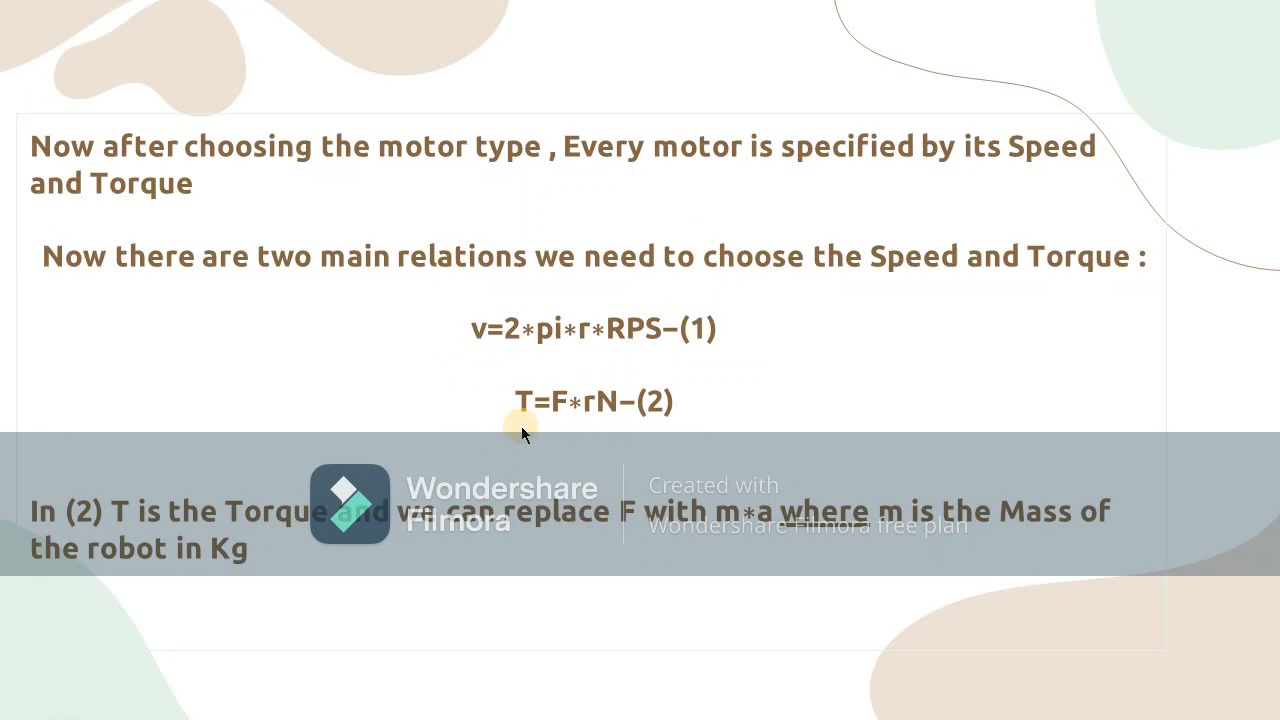 Now after choosing the motor type , Every motor is specified by its Speed
and Torque
Now there are two main relations we need to choose the Speed and Torque :
v=2*pi*r*RPS–(1)
T=F*rN–(2)
Wondershare
Filmora
Created with
Wondershare Filmora free plan
In (2) T is the Torque and we can replace F with m*a where m is the Mass of
the robot in Kg